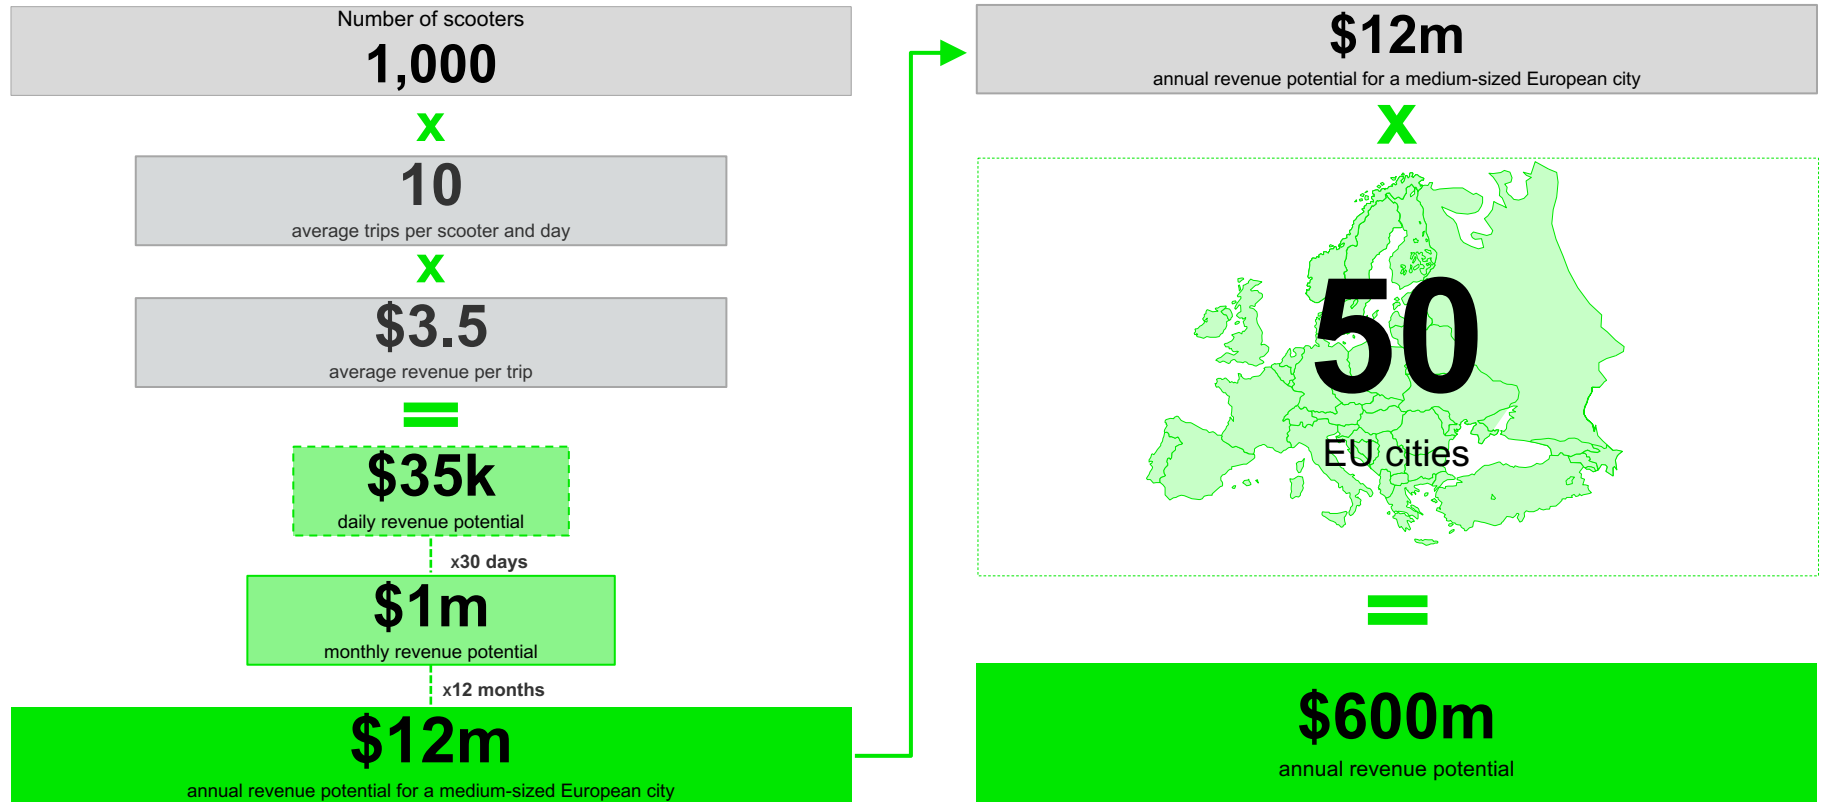 Number of scooters
1,000
x
10
average trips per scooter and day
x
$3.5
average revenue per trip
=
$35k
daily revenue potential
x30 days
$1m
monthly revenue potential
x12 months
$12m
annual revenue potential for a medium-sized European city
$12m
annual revenue potential for a medium-sized European city
x
50
EU cities
=
$600m
annual revenue potential